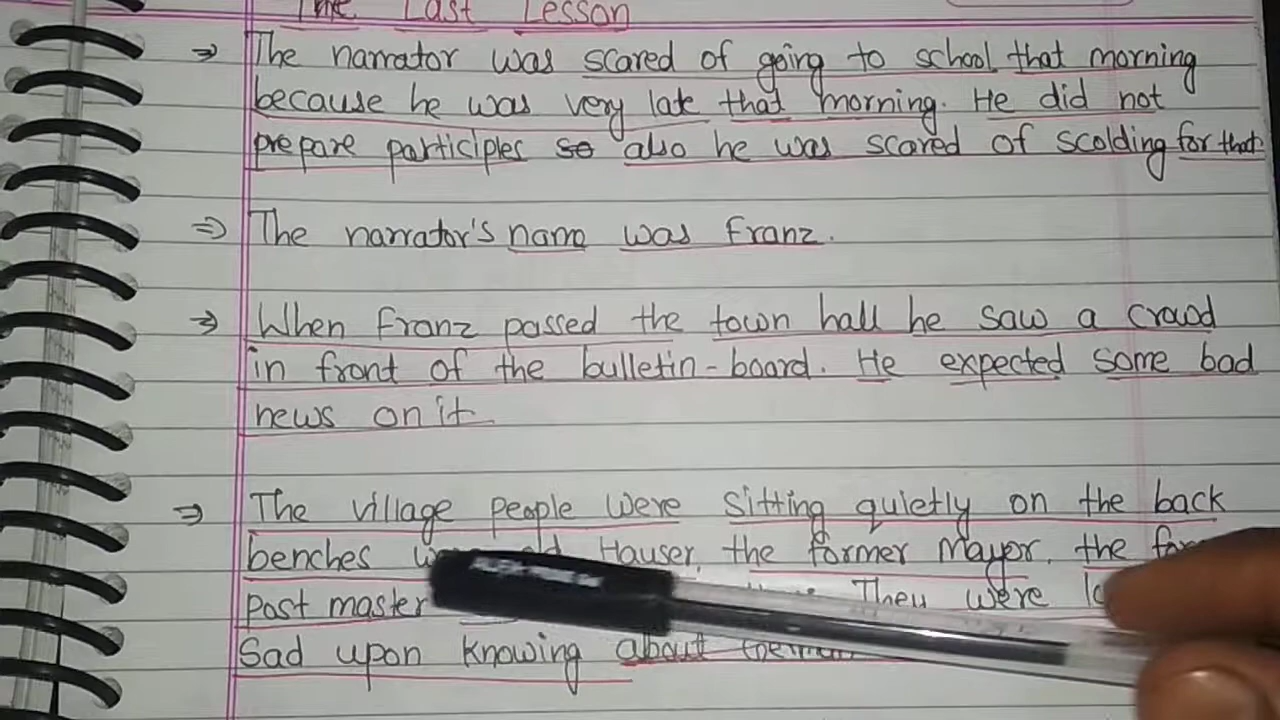 The Last Lesson
⇒ The narrator was scared of going to school that morning
because he was very late that morning. He did not
prepare participles so also he was scared of scolding for that
⇒ The narrator's name was Franz.
⇒ When Franz passed the town hall he saw a crowd
in front of the bulletin-board. He expected some bad
news on it
⇒ The village people were sitting quietly on the back
benches Hauser, the former Mayor, the
Post master They were
Sad upon knowing about